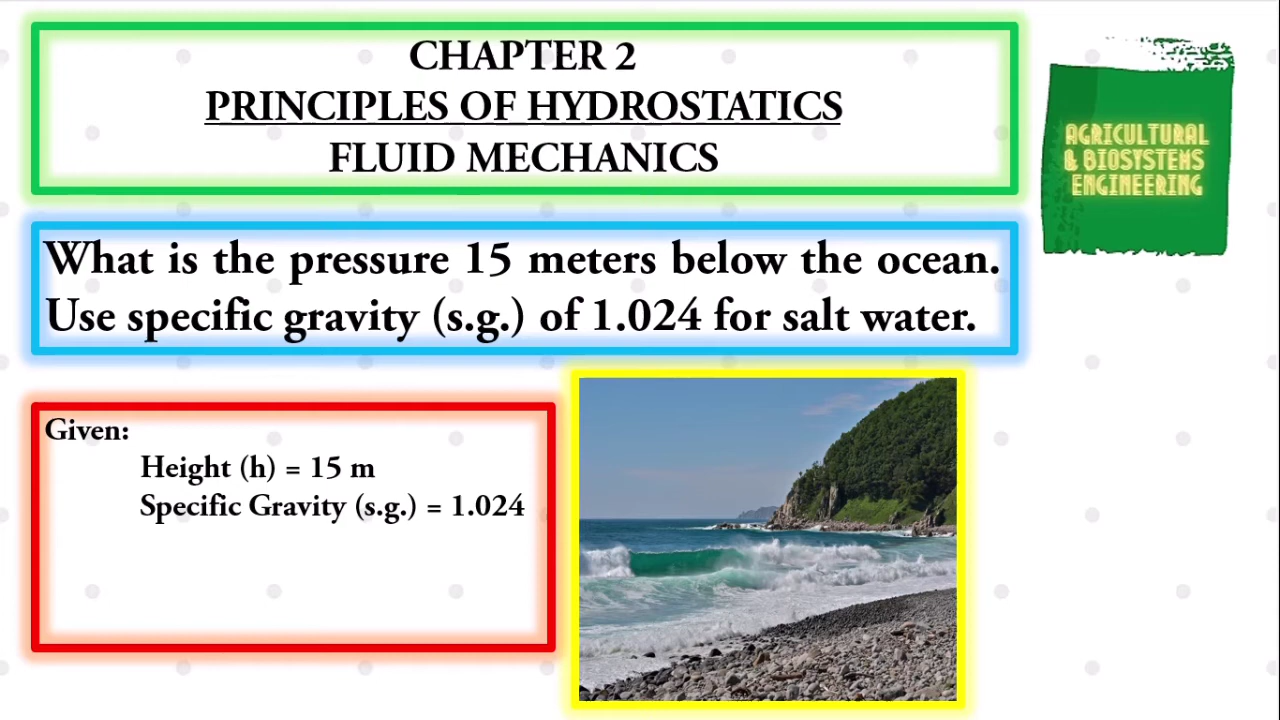 CHAPTER 2
PRINCIPLES OF HYDROSTATICS
FLUID MECHANICS
AGRICULTURAL
& BIOSYSTEMS
ENGINEERING
What is the pressure 15 meters below the ocean.
Use specific gravity (s.g.) of 1.024 for salt water.
Given:
Height (h) = 15 m
Specific Gravity (s.g.) = 1.024